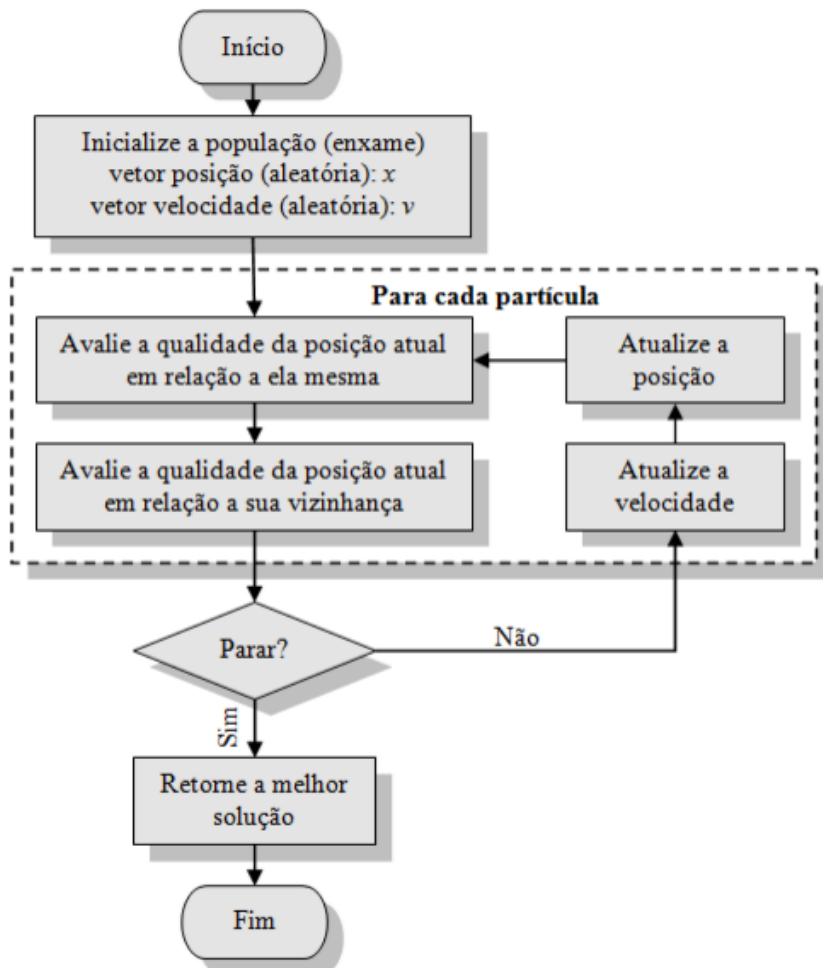 Início
Inicialize a população (enxame)
vetor posição (aleatória): x
vetor velocidade (aleatória): v
Para cada partícula
Avalie a qualidade da posição atual
em relação a ela mesma
Atualize a
posição
Avalie a qualidade da posição atual
em relação a sua vizinhança
Atualize a
velocidade
Parar?
Não
Sim
Retorne a melhor
solução
Fim